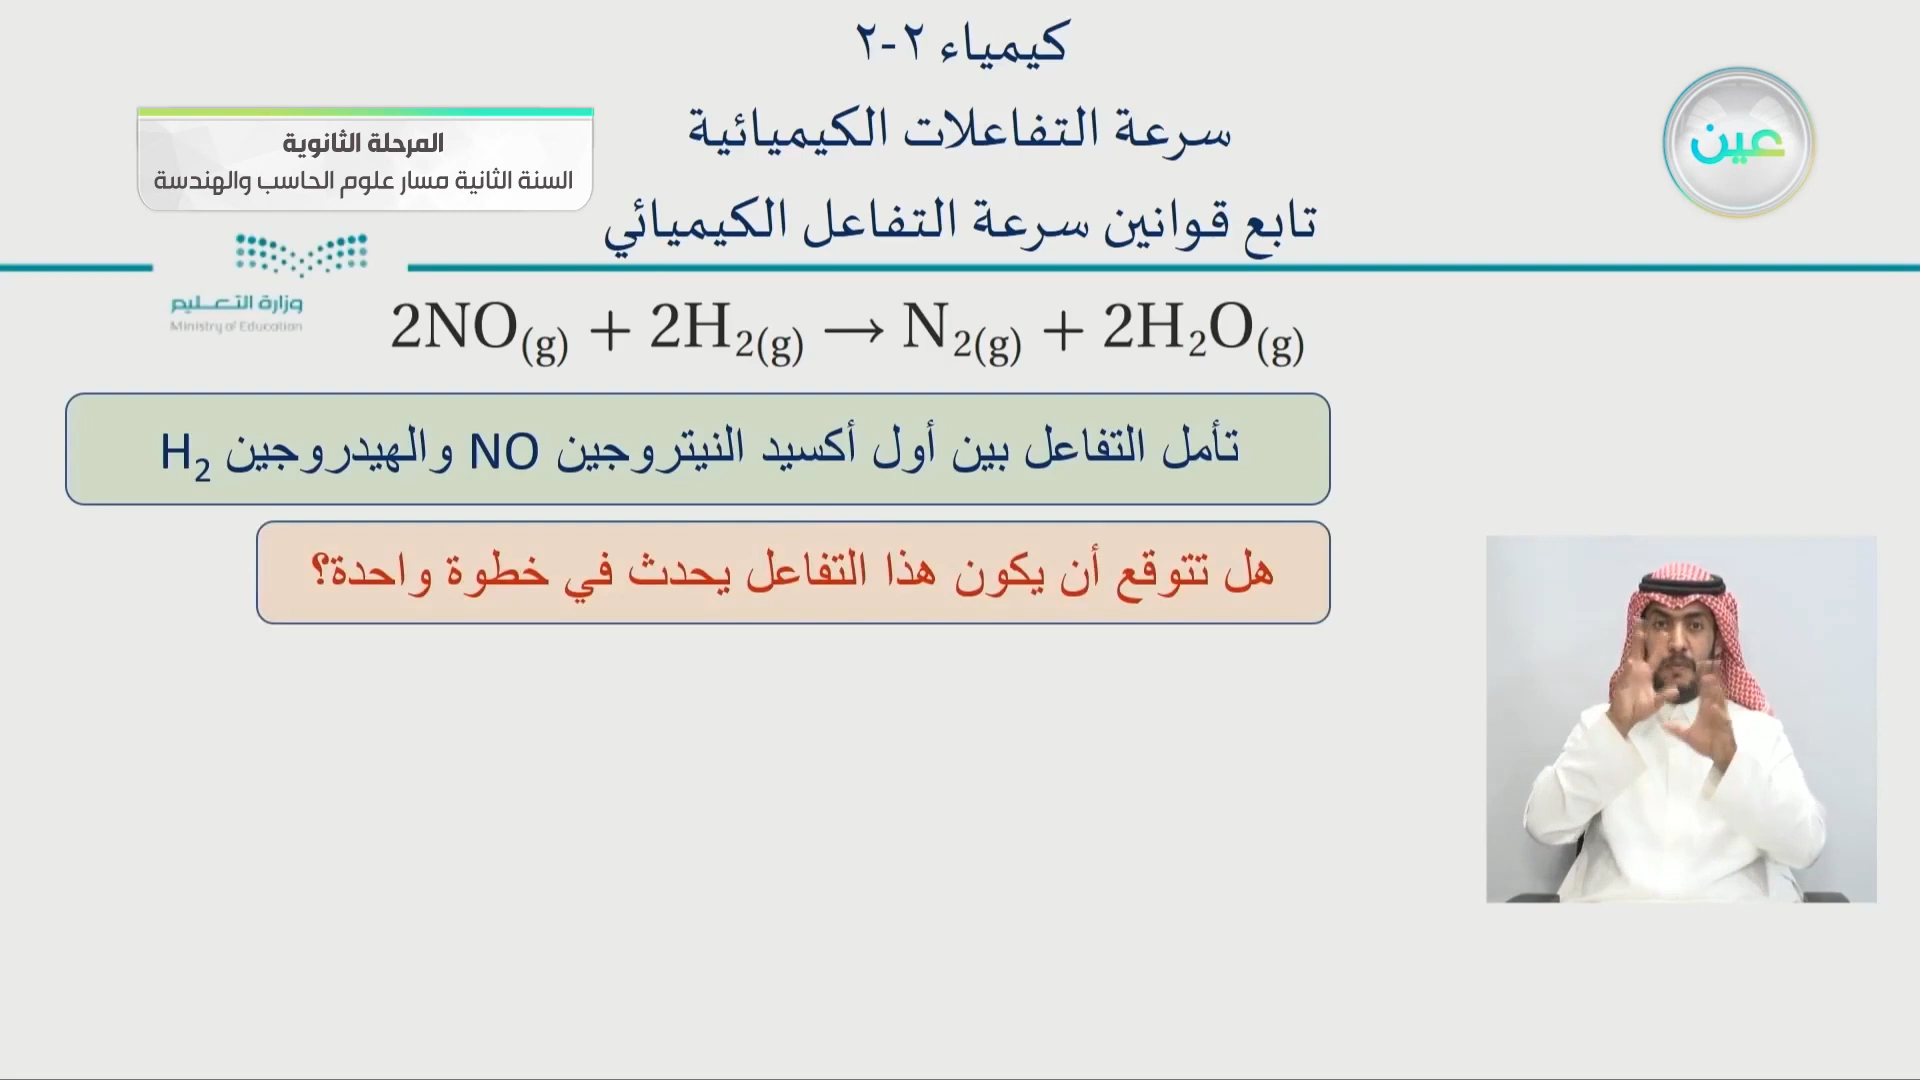 كيمياء ٢-٢
سرعة التفاعلات الكيميائية
تابع قوانين سرعة التفاعل الكيميائي
عين
المرحلة الثانوية
السنة الثانية مسار علوم الحاسب والهندسة
وزارة التعـليم
Ministry of Education
2NO(g) + 2H₂(g) → N₂(g) + 2H₂O(g)
تأمل التفاعل بين أول أكسيد النيتروجين NO والهيدروجين H₂
هل تتوقع أن يكون هذا التفاعل يحدث في خطوة واحدة؟